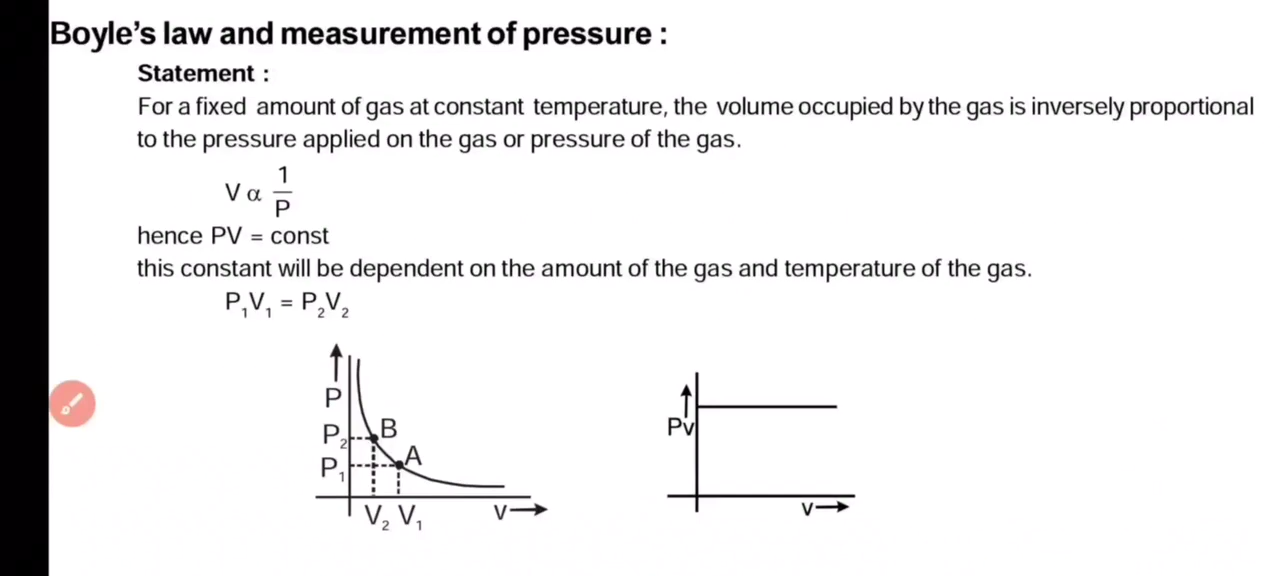 Boyle's law and measurement of pressure :
Statement :
For a fixed amount of gas at constant temperature, the volume occupied by the gas is inversely proportional
to the pressure applied on the gas or pressure of the gas.
V α 1/P
hence PV = const
this constant will be dependent on the amount of the gas and temperature of the gas.
P₁V₁ = P₂V₂
P
P₂ B
P₁ A
V₂ V₁ V
Pv
V